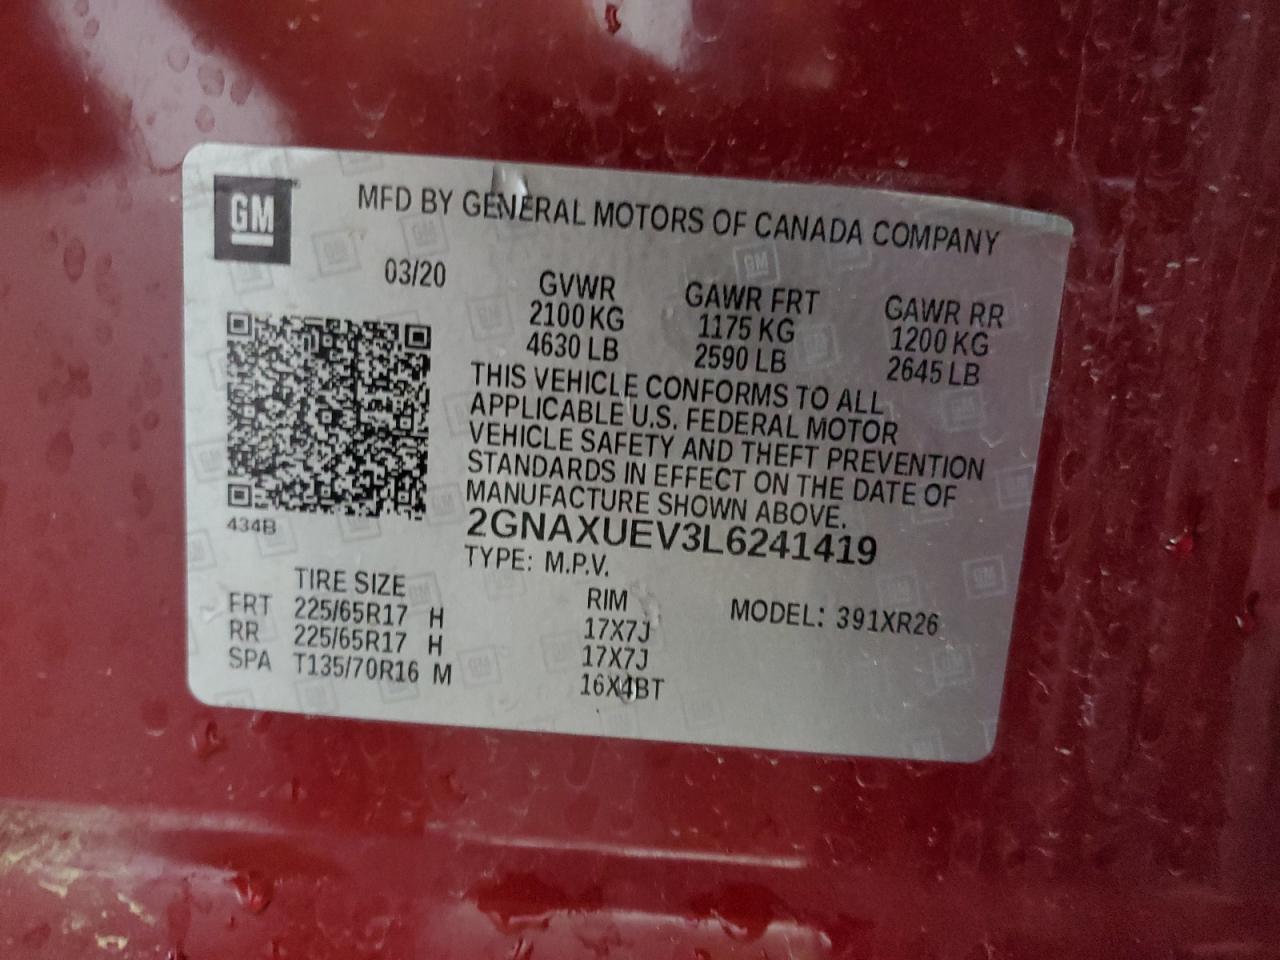 GM
MFD BY GENERAL MOTORS OF CANADA COMPANY
03/20
GVWR GAWR FRT GAWR RR
2100 KG 1175 KG 1200 KG
4630 LB 2590 LB 2645 LB
THIS VEHICLE CONFORMS TO ALL
APPLICABLE U.S. FEDERAL MOTOR
VEHICLE SAFETY AND THEFT PREVENTION
STANDARDS IN EFFECT ON THE DATE OF
MANUFACTURE SHOWN ABOVE.
434B
2GNAXUEV3L6241419
TYPE: M.P.V.
TIRE SIZE RIM MODEL: 391XR26
FRT 225/65R17 H 17X7J
RR 225/65R17 H 17X7J
SPA T135/70R16 M 16X4BT